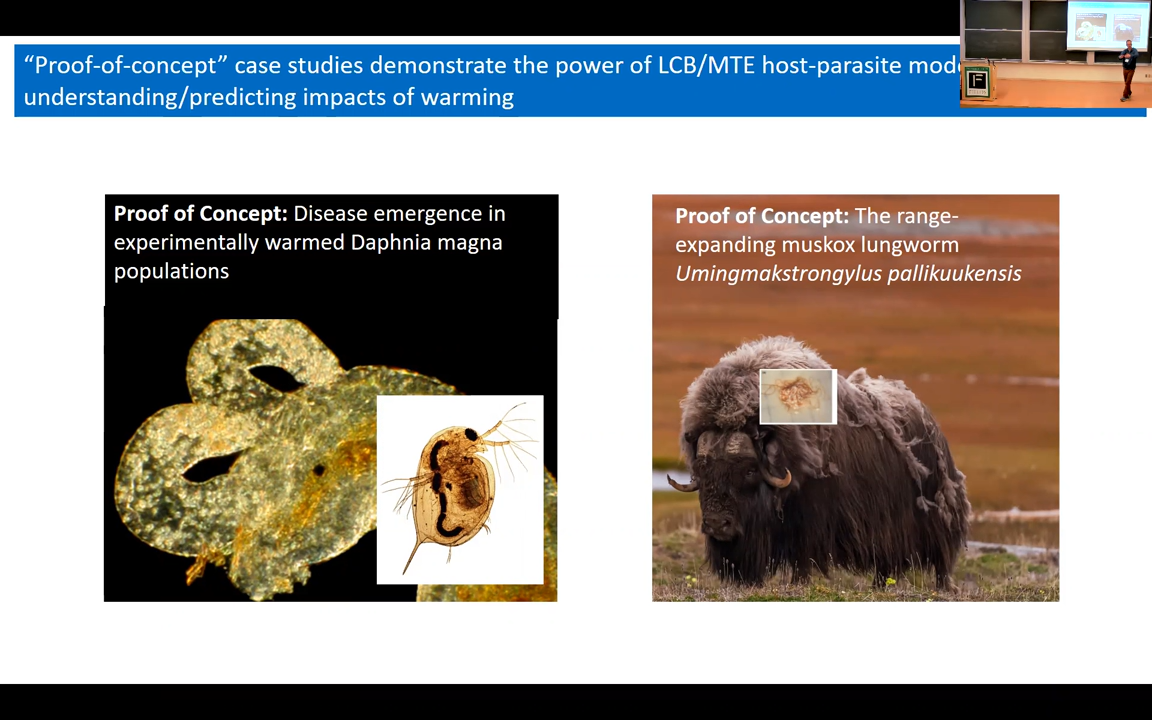 “Proof-of-concept” case studies demonstrate the power of LCB/MTE host-parasite
understanding/predicting impacts of warming
Proof of Concept: Disease emergence in
experimentally warmed Daphnia magna
populations
Proof of Concept: The range-
expanding muskox lungworm
Umingmakstrongylus pallikuukensis